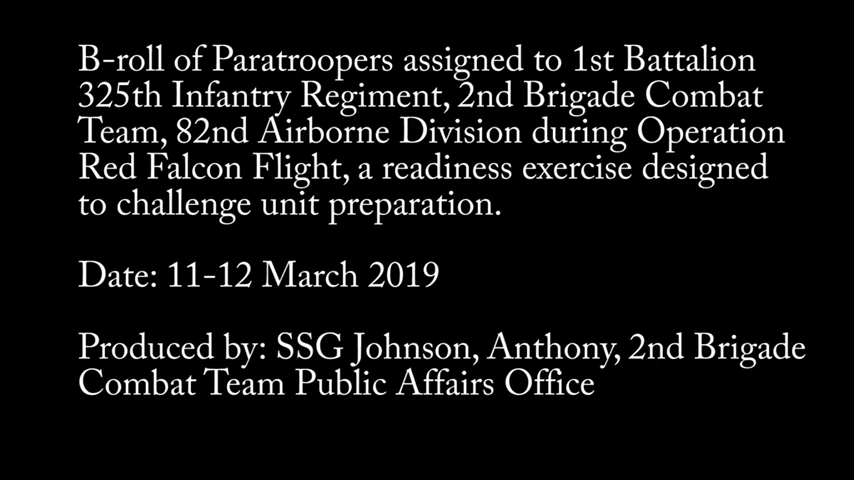 B-roll of Paratroopers assigned to 1st Battalion
325th Infantry Regiment, 2nd Brigade Combat
Team, 82nd Airborne Division during Operation
Red Falcon Flight, a readiness exercise designed
to challenge unit preparation.
Date: 11-12 March 2019
Produced by: SSG Johnson, Anthony, 2nd Brigade
Combat Team Public Affairs Office